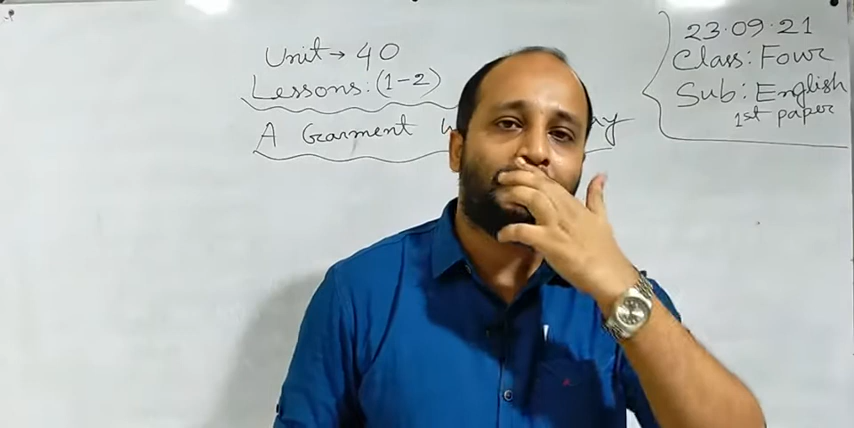 Unit → 40
Lessons: (1-2)
A Garment
23.09.21
Class: Four
Sub: English
1st paper